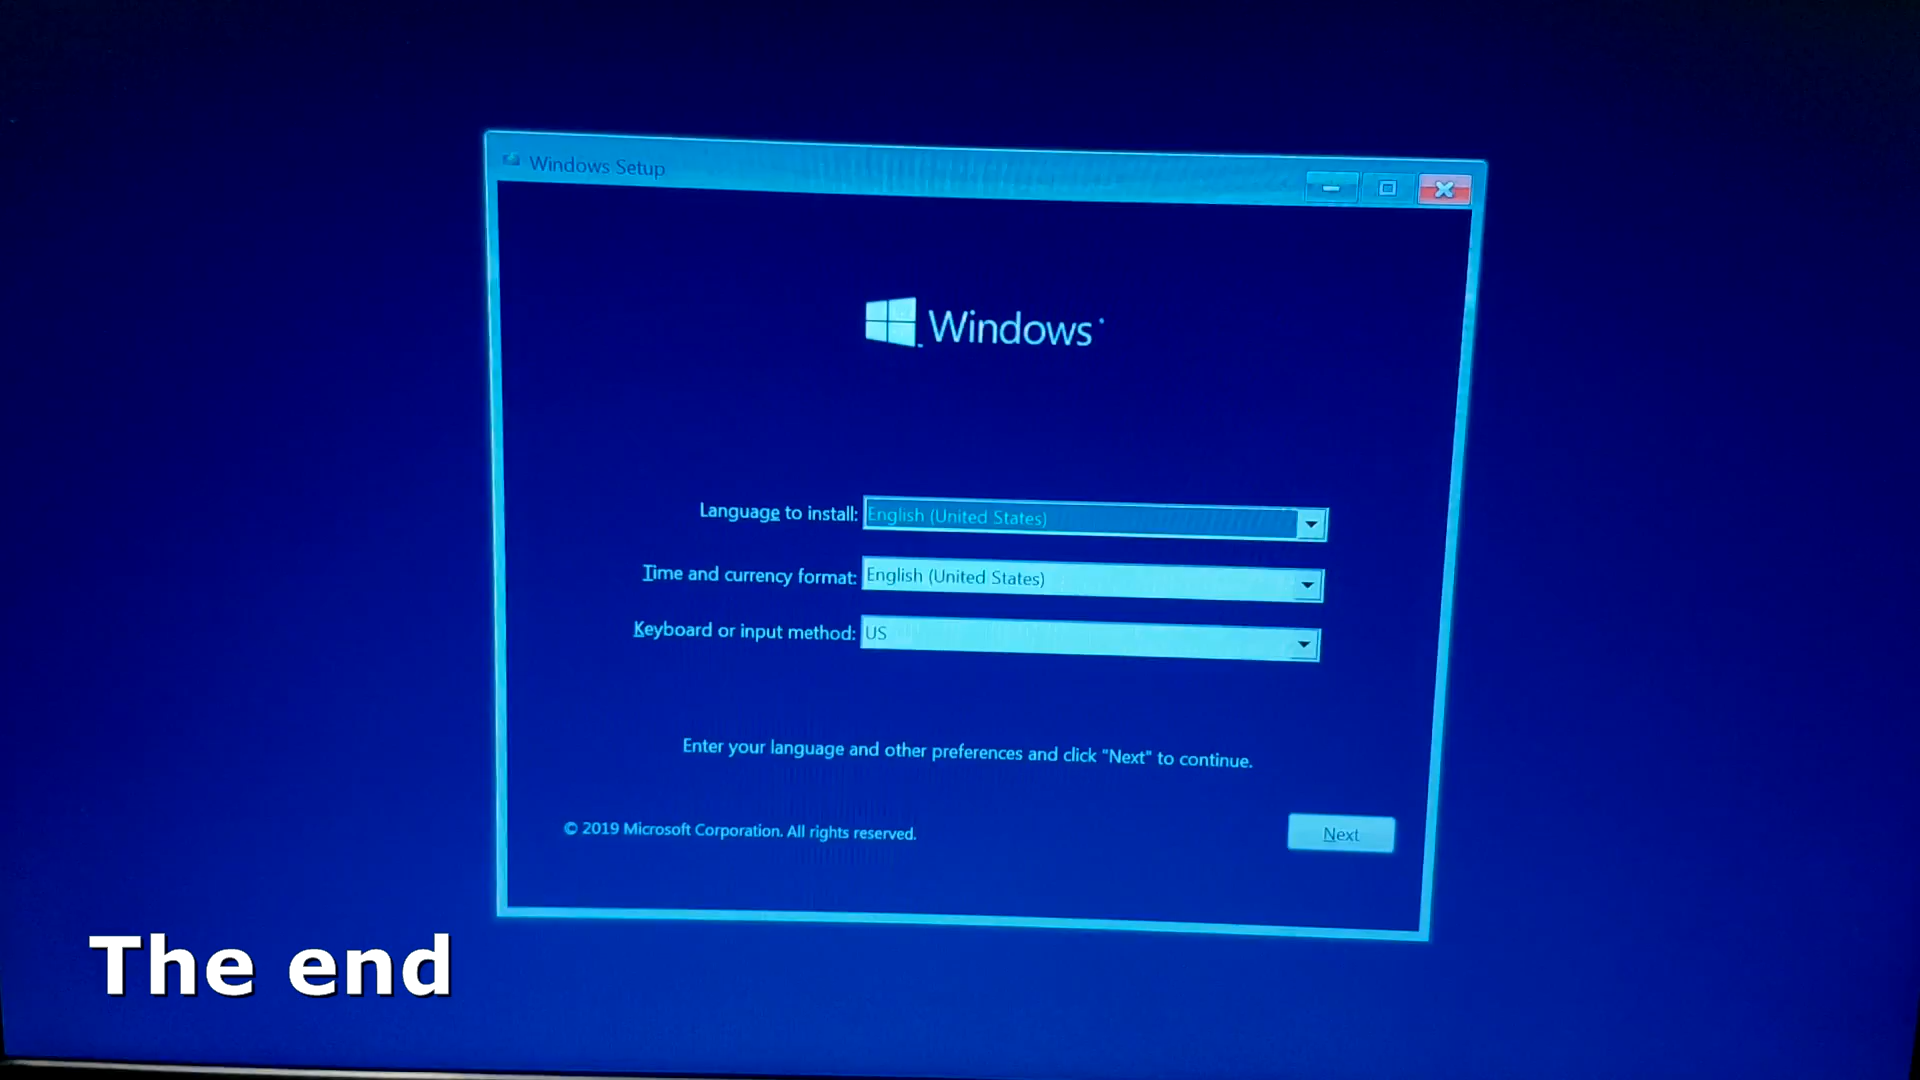 Windows Setup
Windows
Language to install: English (United States)
Time and currency format: English (United States)
Keyboard or input method: US
Enter your language and other preferences and click "Next" to continue.
© 2019 Microsoft Corporation. All rights reserved.
Next
The end